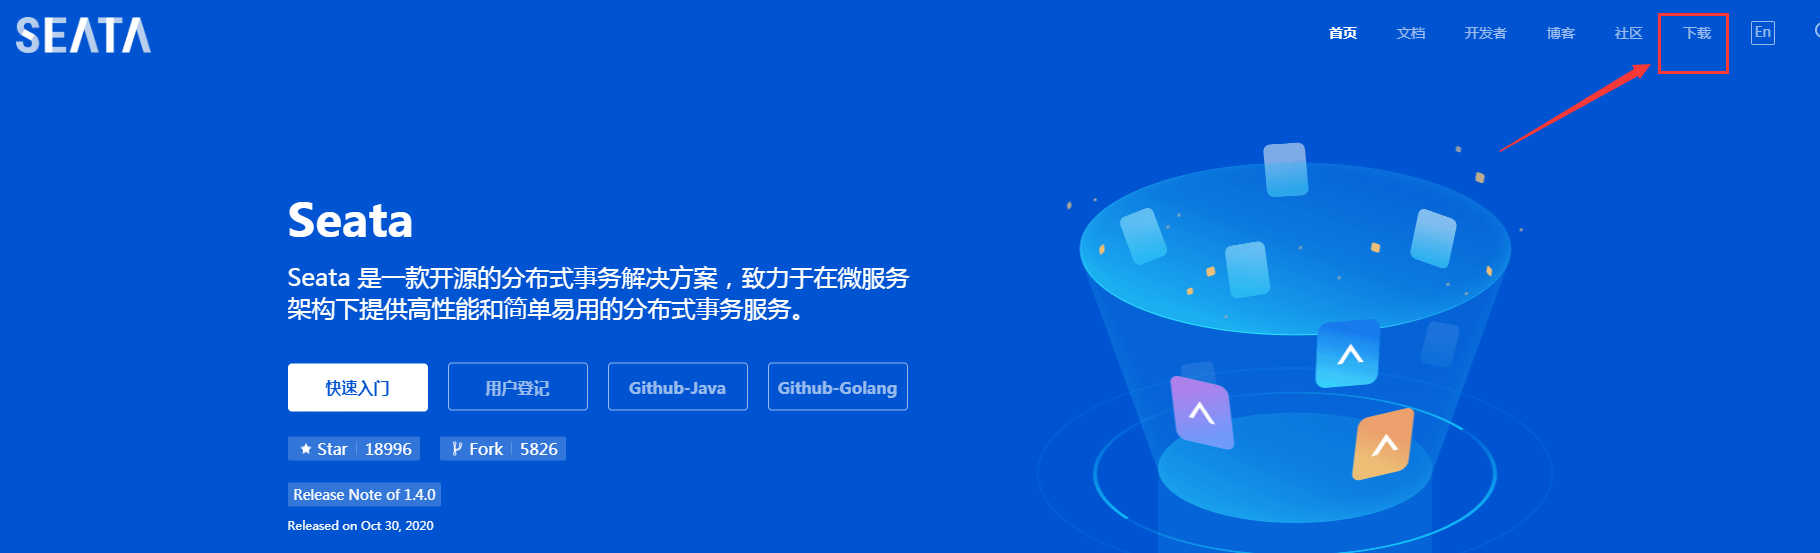 SEATA
首页 文档 开发者 博客 社区 下载 En
Seata
Seata 是一款开源的分布式事务解决方案，致力于在微服务
架构下提供高性能和简单易用的分布式事务服务。
快速入门 用户登记 Github-Java Github-Golang
Star 18996 Fork 5826
Release Note of 1.4.0
Released on Oct 30, 2020